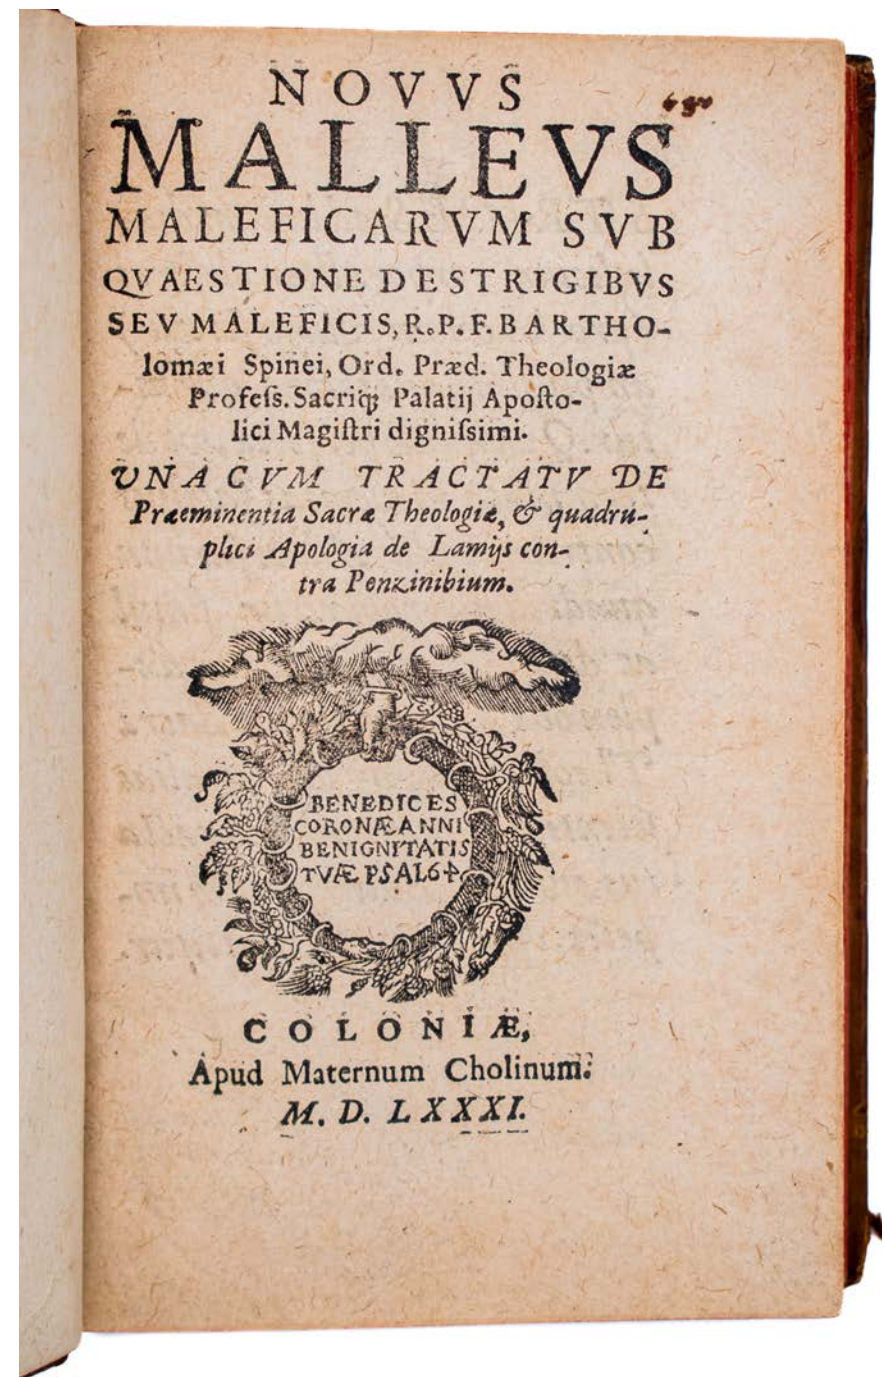 NOVVS
MALLEVS
MALEFICARVM SVB
QVAESTIONE DE STRIGIBVS
SEV MALEFICIS, R.P.F. BARTHO-
lomæi Spinei, Ord. Præd. Theologiæ
Profeſs. Sacriq; Palatij Apoſto-
lici Magiſtri digniſsimi.
VNA CVM TRACTATV DE
Præeminentia Sacræ Theologiæ, & quadru-
plici Apologia de Lamijs con-
tra Ponzinibium.
BENEDICES
CORONÆ ANNI
BENIGNITATIS
TVÆ PSAL 64.
COLONIÆ,
Apud Maternum Cholinum.
M. D. LXXXI.